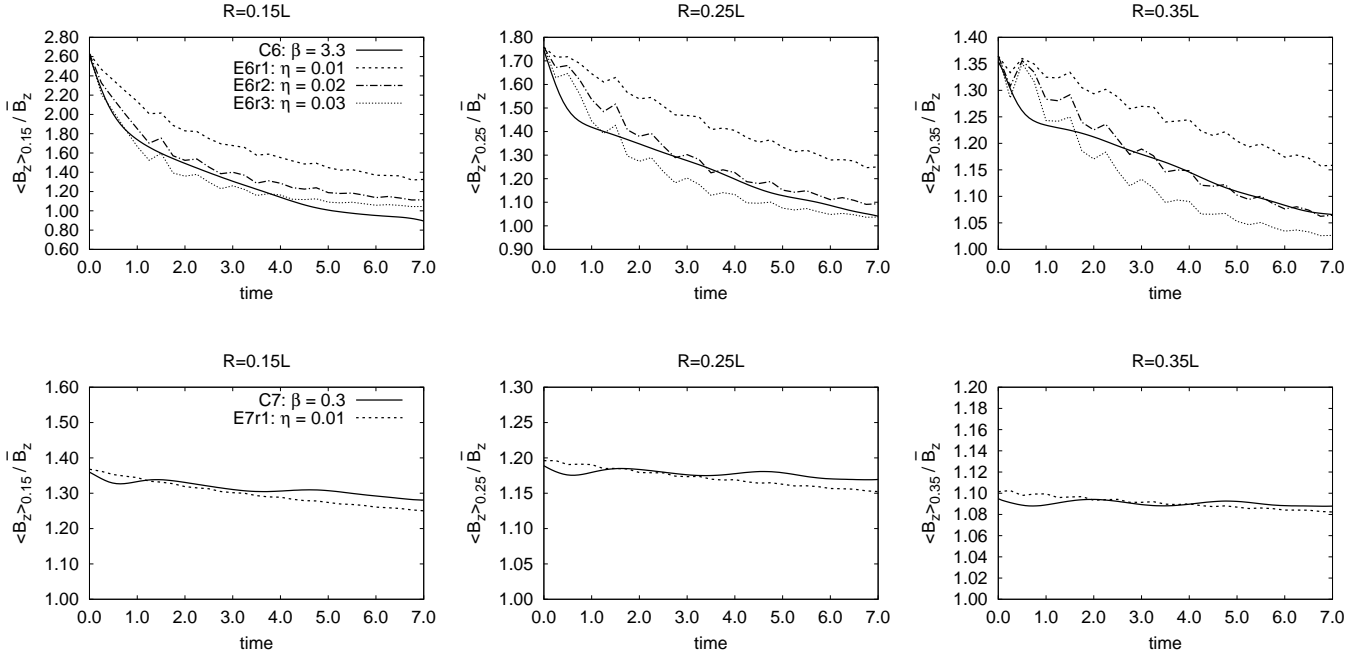 R=0.15L
2.80
2.60
2.40
2.20
2.00
1.80
1.60
1.40
1.20
1.00
0.80
0.60
<B_z>_0.15 / B̅_z
C6: β = 3.3
E6r1: η = 0.01
E6r2: η = 0.02
E6r3: η = 0.03
0.0 1.0 2.0 3.0 4.0 5.0 6.0 7.0
time
R=0.25L
1.80
1.70
1.60
1.50
1.40
1.30
1.20
1.10
1.00
0.90
<B_z>_0.25 / B̅_z
0.0 1.0 2.0 3.0 4.0 5.0 6.0 7.0
time
R=0.35L
1.40
1.35
1.30
1.25
1.20
1.15
1.10
1.05
1.00
<B_z>_0.35 / B̅_z
0.0 1.0 2.0 3.0 4.0 5.0 6.0 7.0
time
R=0.15L
1.60
1.50
1.40
1.30
1.20
1.10
1.00
<B_z>_0.15 / B̅_z
C7: β = 0.3
E7r1: η = 0.01
0.0 1.0 2.0 3.0 4.0 5.0 6.0 7.0
time
R=0.25L
1.30
1.25
1.20
1.15
1.10
1.05
1.00
<B_z>_0.25 / B̅_z
0.0 1.0 2.0 3.0 4.0 5.0 6.0 7.0
time
R=0.35L
1.20
1.18
1.16
1.14
1.12
1.10
1.08
1.06
1.04
1.02
1.00
<B_z>_0.35 / B̅_z
0.0 1.0 2.0 3.0 4.0 5.0 6.0 7.0
time